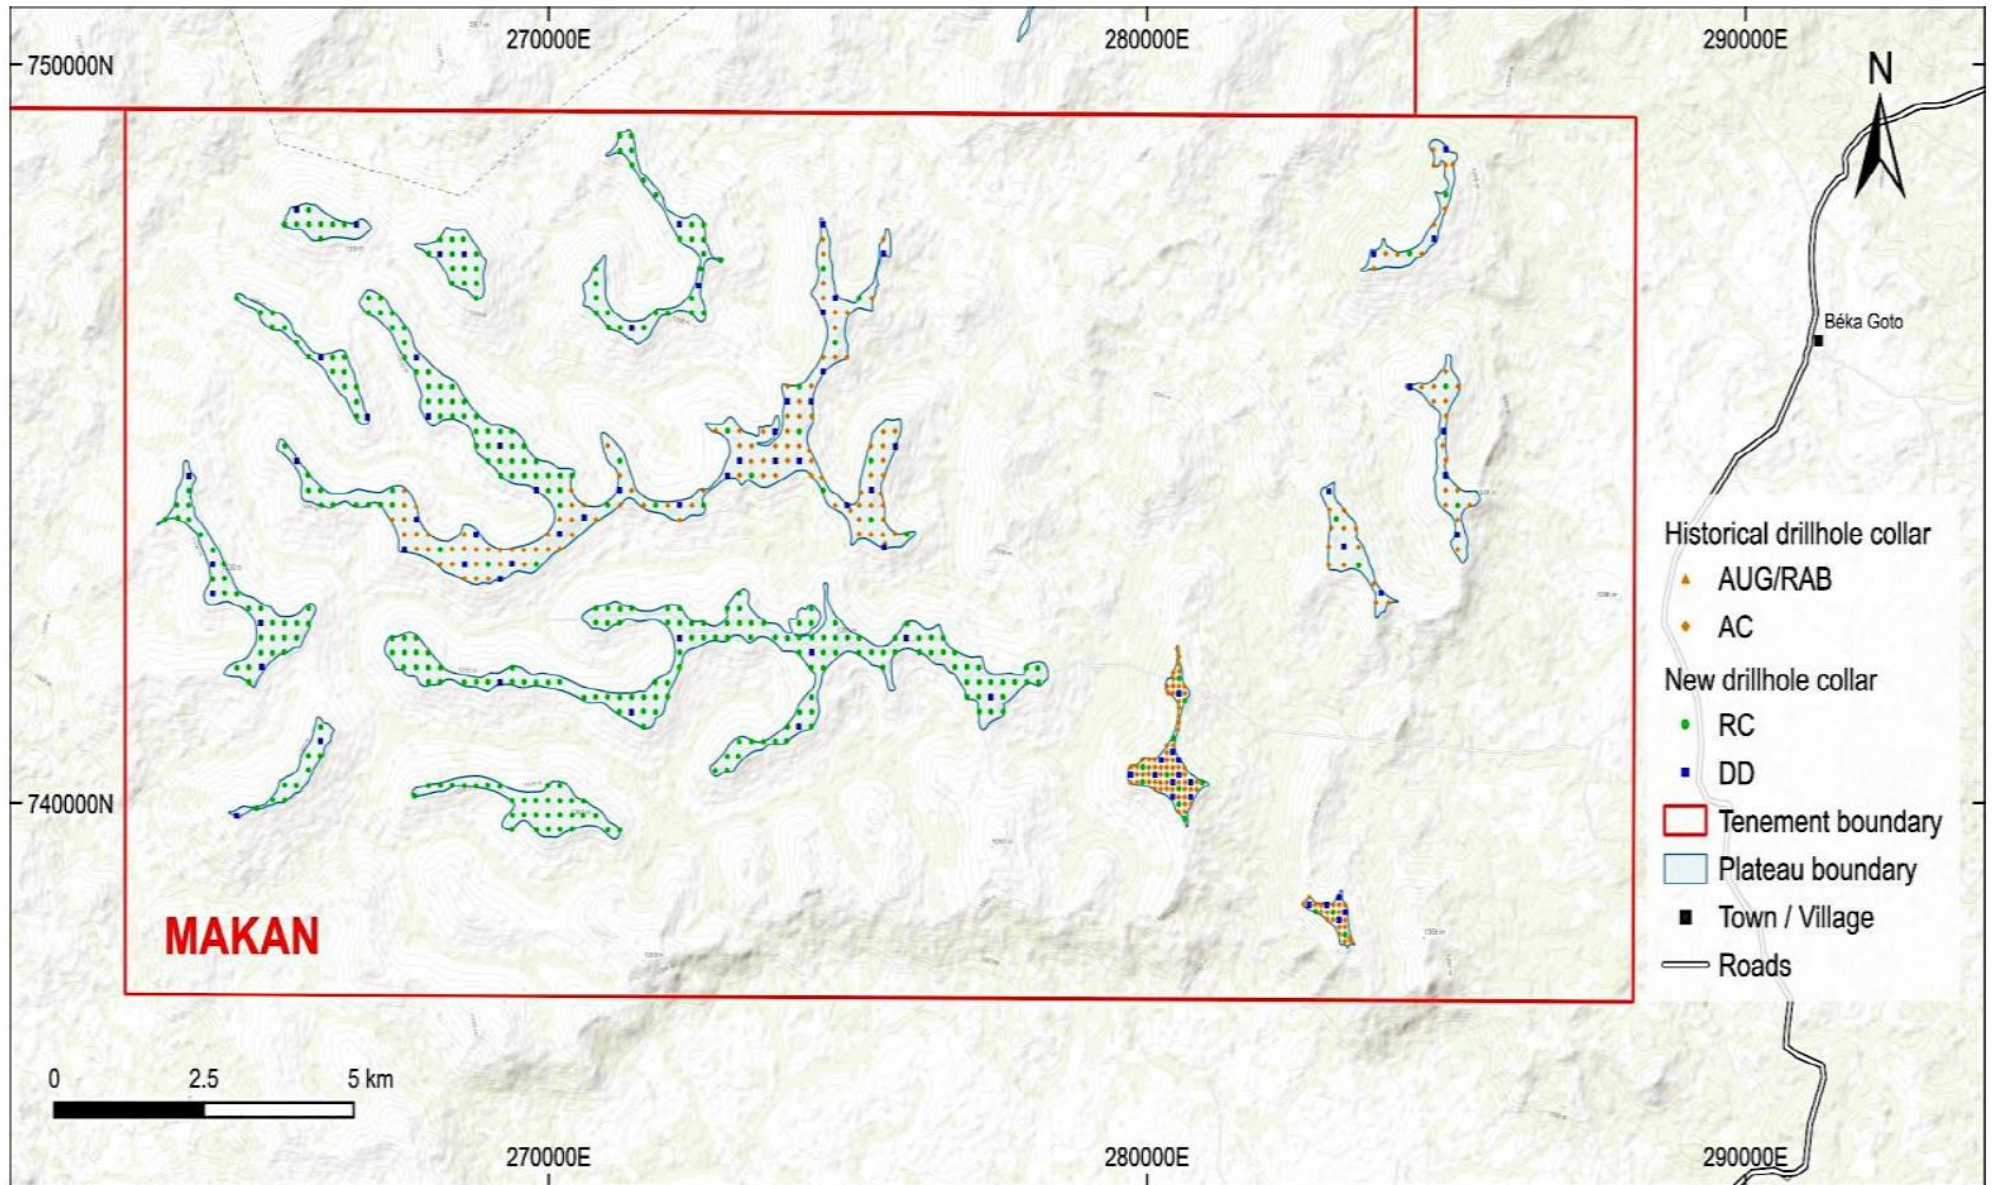 270000E
280000E
290000E
750000N
N
Béka Goto
Historical drillhole collar
AUG/RAB
AC
New drillhole collar
RC
DD
740000N
Tenement boundary
Plateau boundary
Town / Village
MAKAN
Roads
0 2.5 5 km
270000E
280000E
290000E